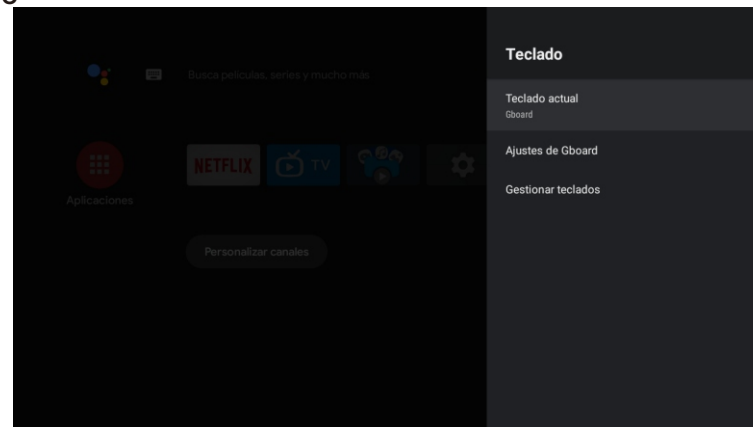 Teclado
Teclado actual
Gboard
Ajustes de Gboard
Gestionar teclados
Busca películas, series y mucho más
NETFLIX
TV
Aplicaciones
Personalizar canales